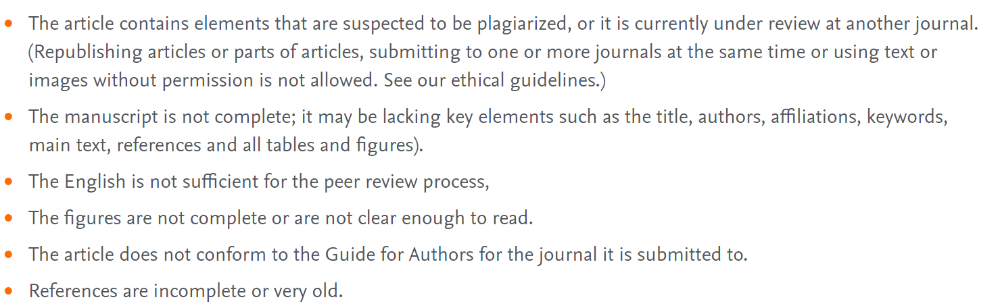 The article contains elements that are suspected to be plagiarized, or it is currently under review at another journal.
(Republishing articles or parts of articles, submitting to one or more journals at the same time or using text or
images without permission is not allowed. See our ethical guidelines.)
The manuscript is not complete; it may be lacking key elements such as the title, authors, affiliations, keywords,
main text, references and all tables and figures).
The English is not sufficient for the peer review process,
The figures are not complete or are not clear enough to read.
The article does not conform to the Guide for Authors for the journal it is submitted to.
References are incomplete or very old.